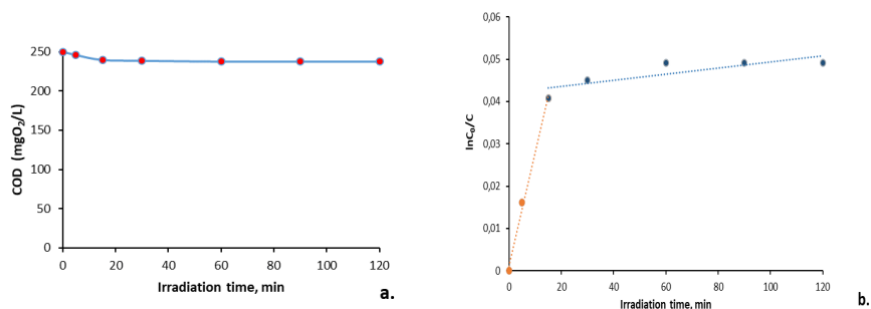 250
200
150
100
50
0
COD (mgO₂/L)
0 20 40 60 80 100 120
Irradiation time, min
a.
0,06
0,05
0,04
0,03
0,02
0,01
0
lnC₀/C
0 20 40 60 80 100 120
Irradiation time, min
b.